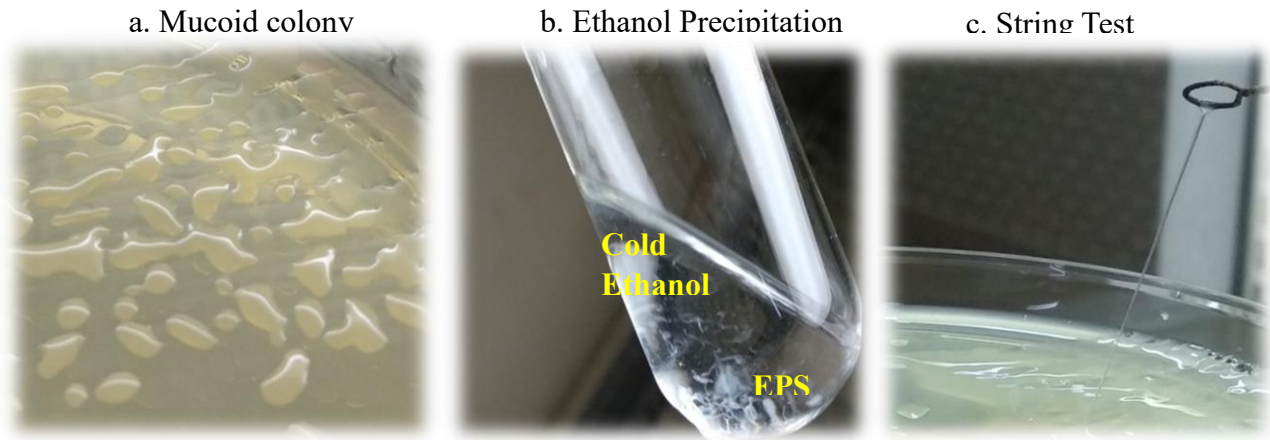 a. Mucoid colony
b. Ethanol Precipitation
c. String Test
Cold
Ethanol
EPS